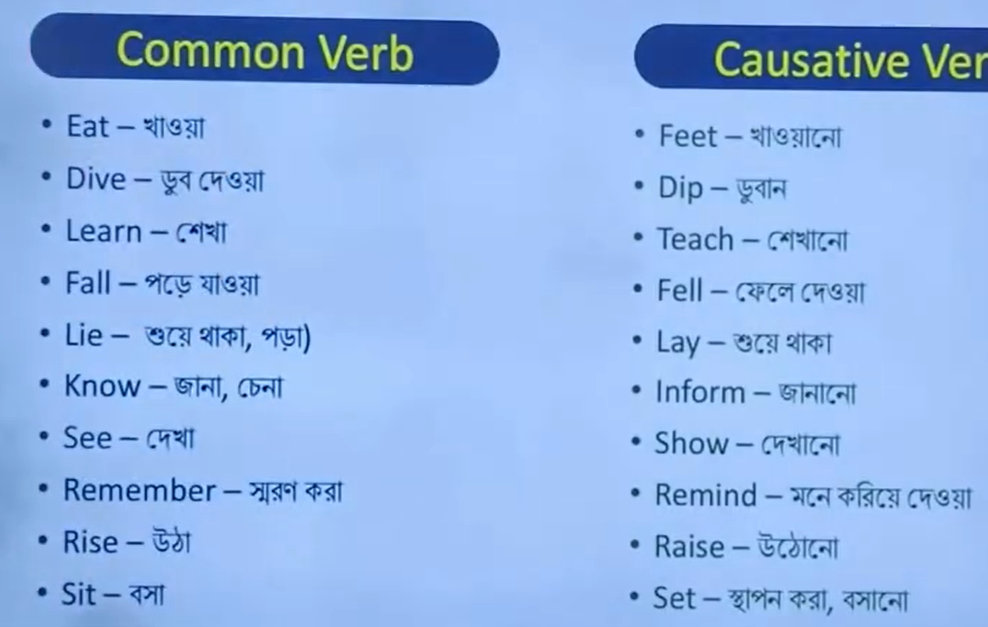 Common Verb
• Eat – খাওয়া
• Dive – ডুব দেওয়া
• Learn – শেখা
• Fall – পড়ে যাওয়া
• Lie – শুয়ে থাকা, পড়া)
• Know – জানা, চেনা
• See – দেখা
• Remember – স্মরণ করা
• Rise – উঠা
• Sit – বসা
Causative Ver
• Feet – খাওয়ানো
• Dip – ডুবান
• Teach – শেখানো
• Fell – ফেলে দেওয়া
• Lay – শুয়ে থাকা
• Inform – জানানো
• Show – দেখানো
• Remind – মনে করিয়ে দেওয়া
• Raise – উঠোনো
• Set – স্থাপন করা, বসানো